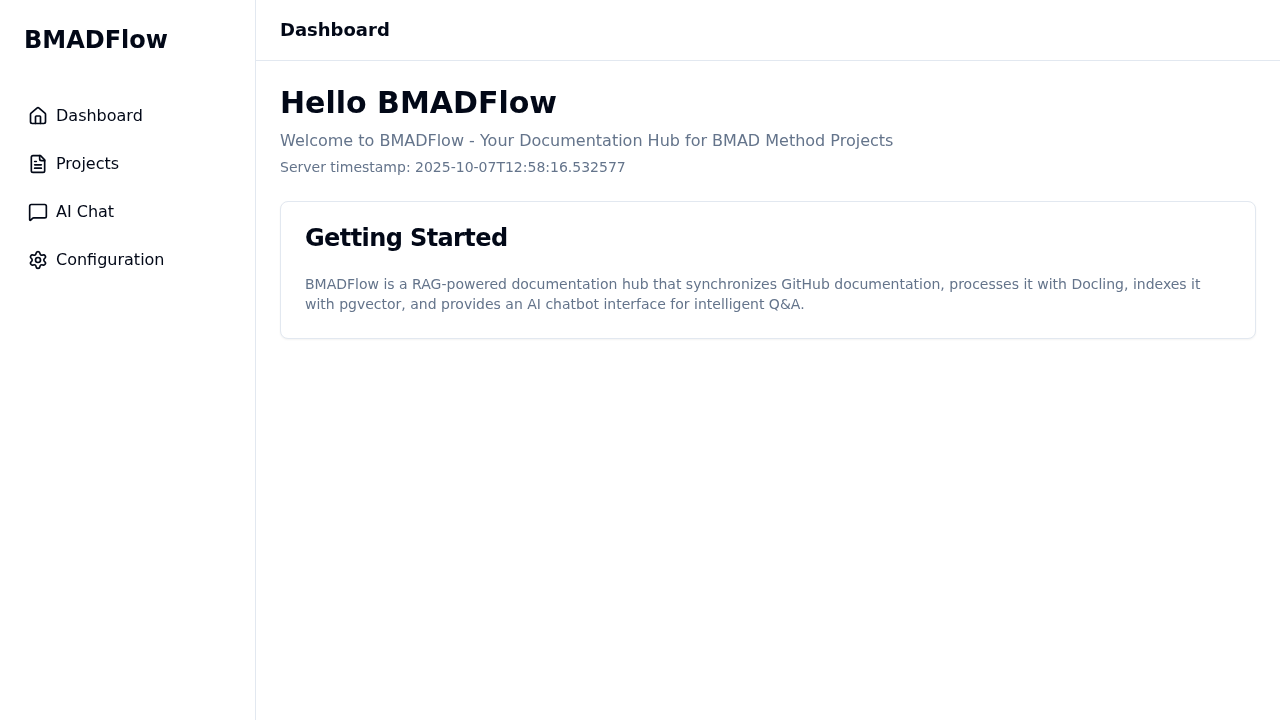 BMADFlow
Dashboard
Projects
AI Chat
Configuration
Dashboard
Hello BMADFlow
Welcome to BMADFlow - Your Documentation Hub for BMAD Method Projects
Server timestamp: 2025-10-07T12:58:16.532577
Getting Started
BMADFlow is a RAG-powered documentation hub that synchronizes GitHub documentation, processes it with Docling, indexes it
with pgvector, and provides an AI chatbot interface for intelligent Q&A.